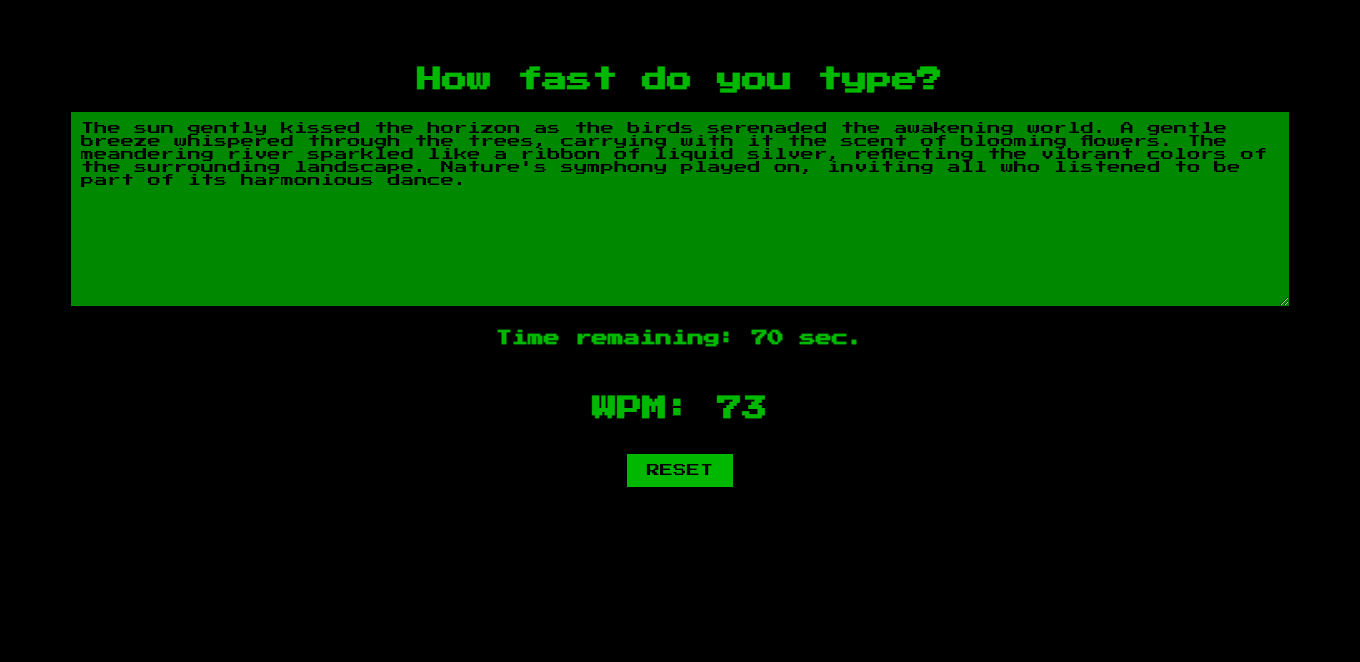 How fast do you type?
The sun gently kissed the horizon as the birds serenaded the awakening world. A gentle
breeze whispered through the trees, carrying with it the scent of blooming flowers. The
meandering river sparkled like a ribbon of liquid silver, reflecting the vibrant colors of
the surrounding landscape. Nature's symphony played on, inviting all who listened to be
part of its harmonious dance.
Time remaining: 70 sec.
WPM: 73
RESET